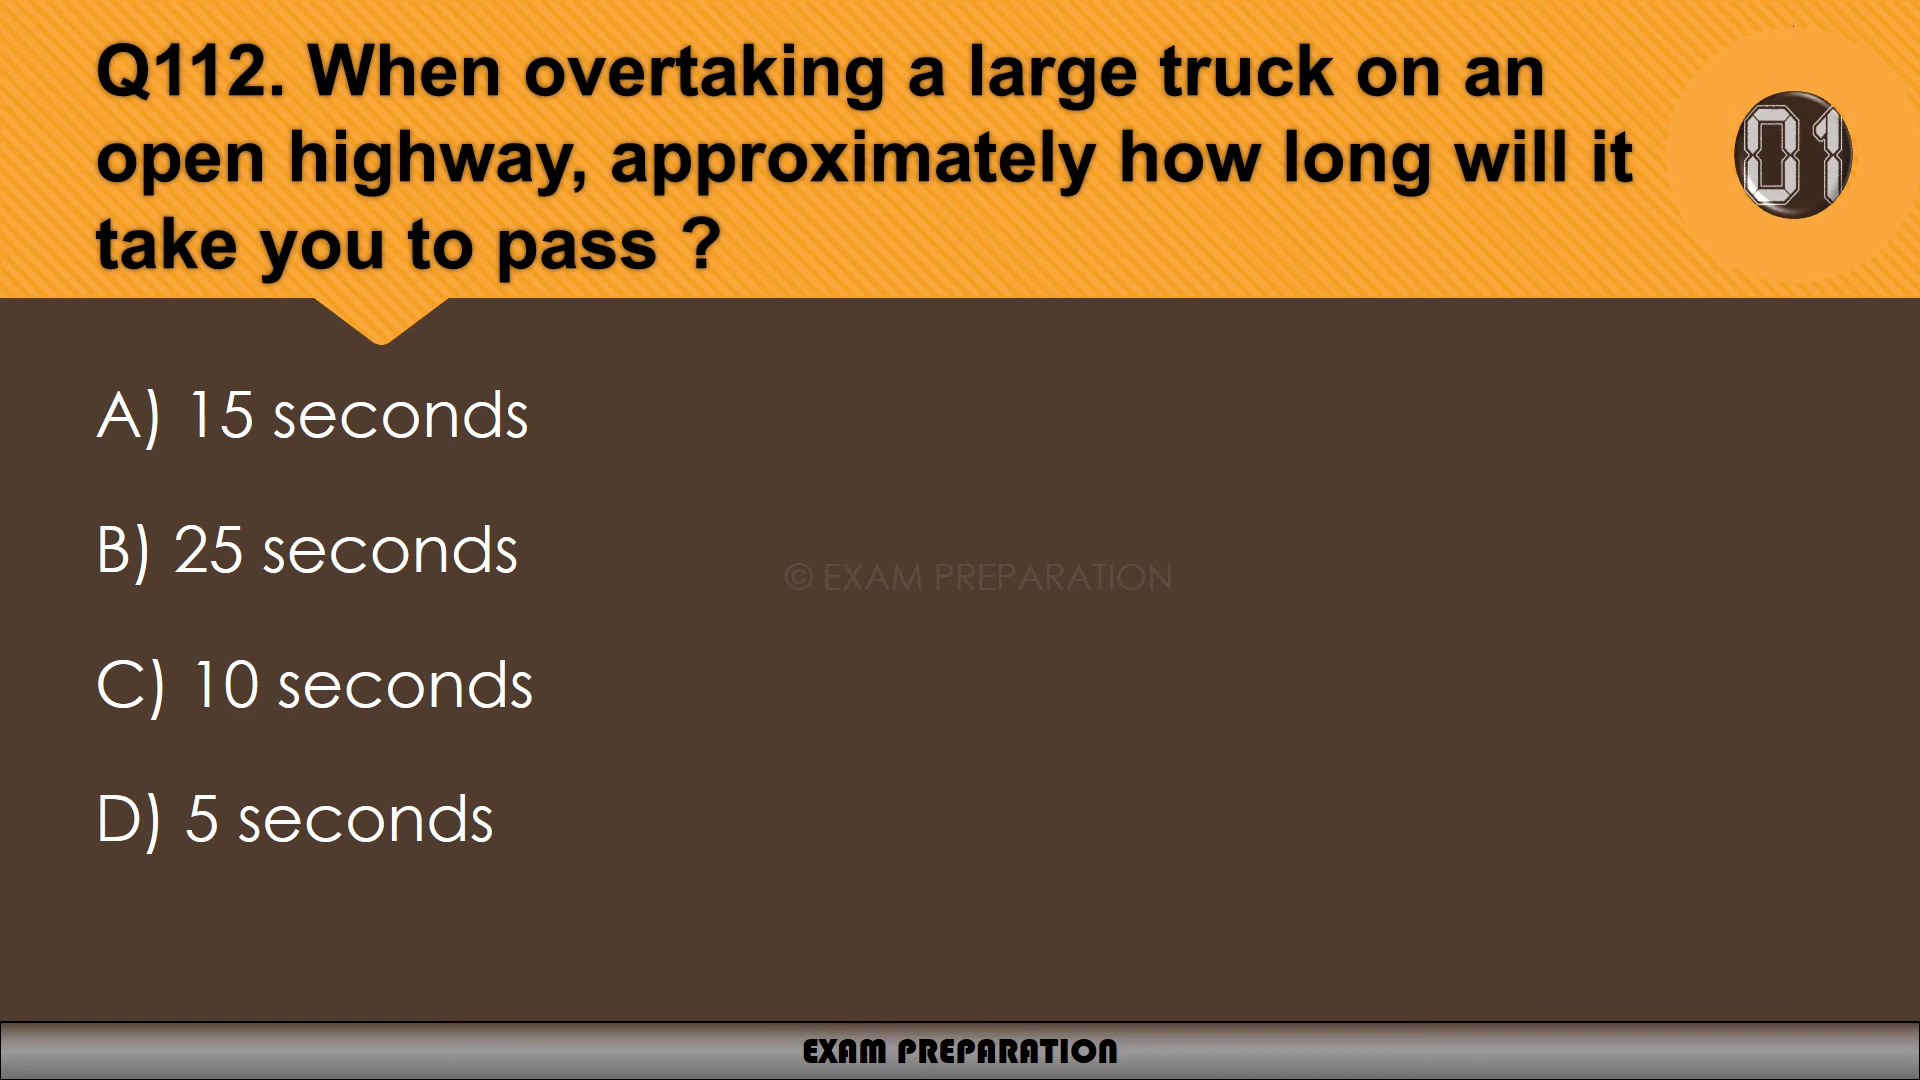 Q112. When overtaking a large truck on an
open highway, approximately how long will it
take you to pass ?
01
A) 15 seconds
B) 25 seconds
© EXAM PREPARATION
C) 10 seconds
D) 5 seconds
EXAM PREPARATION